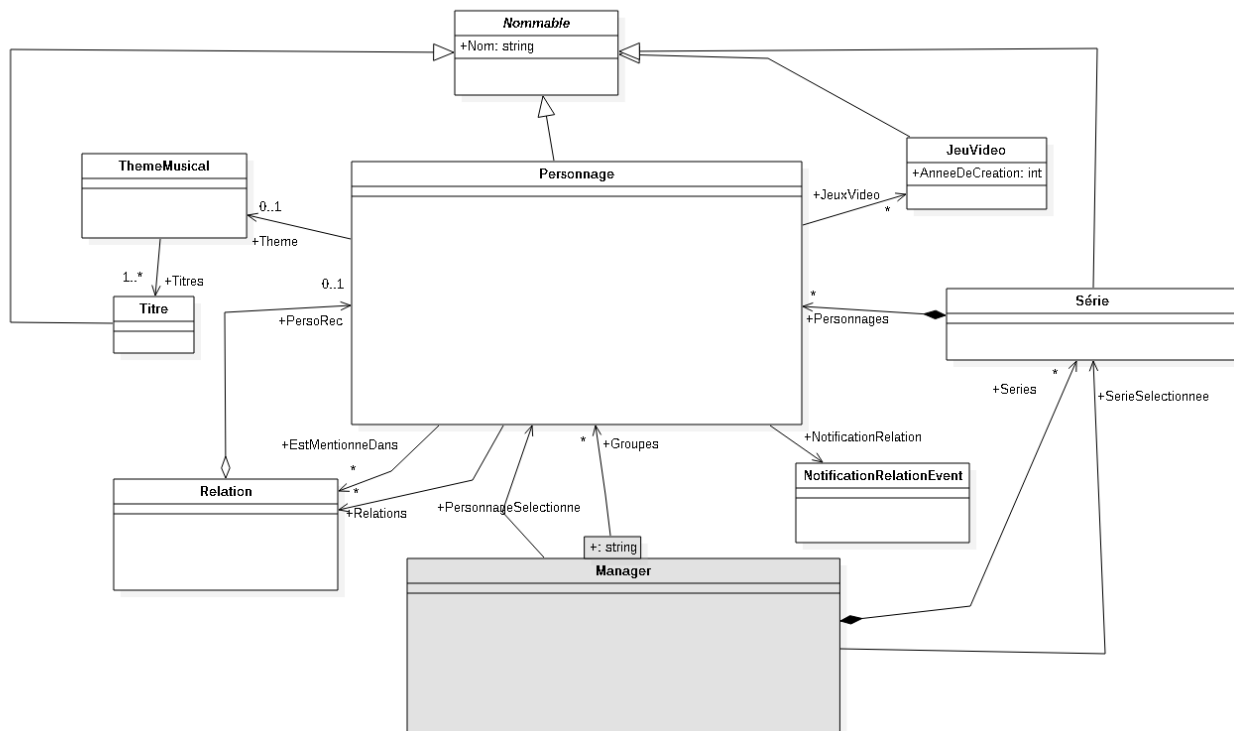 Nommable
+Nom: string
JeuVideo
+AnneeDeCreation: int
ThemeMusical
Personnage
+JeuxVideo
*
0..1
+Theme
1..*
+Titres
Titre
0..1
+PersoRec
*
+Personnages
Série
*
+Series
+SerieSelectionnee
+EstMentionneDans
*
*
+Groupes
+NotificationRelation
NotificationRelationEvent
Relation
*
+Relations
+PersonnageSelectionne
+: string
Manager